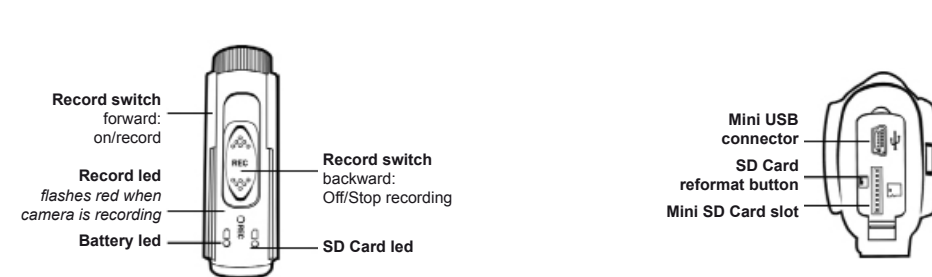 Record switch
forward:
on/record
Record led
flashes red when
camera is recording
Battery led
REC
REC
Record switch
backward:
Off/Stop recording
SD Card led
Mini USB
connector
SD Card
reformat button
Mini SD Card slot